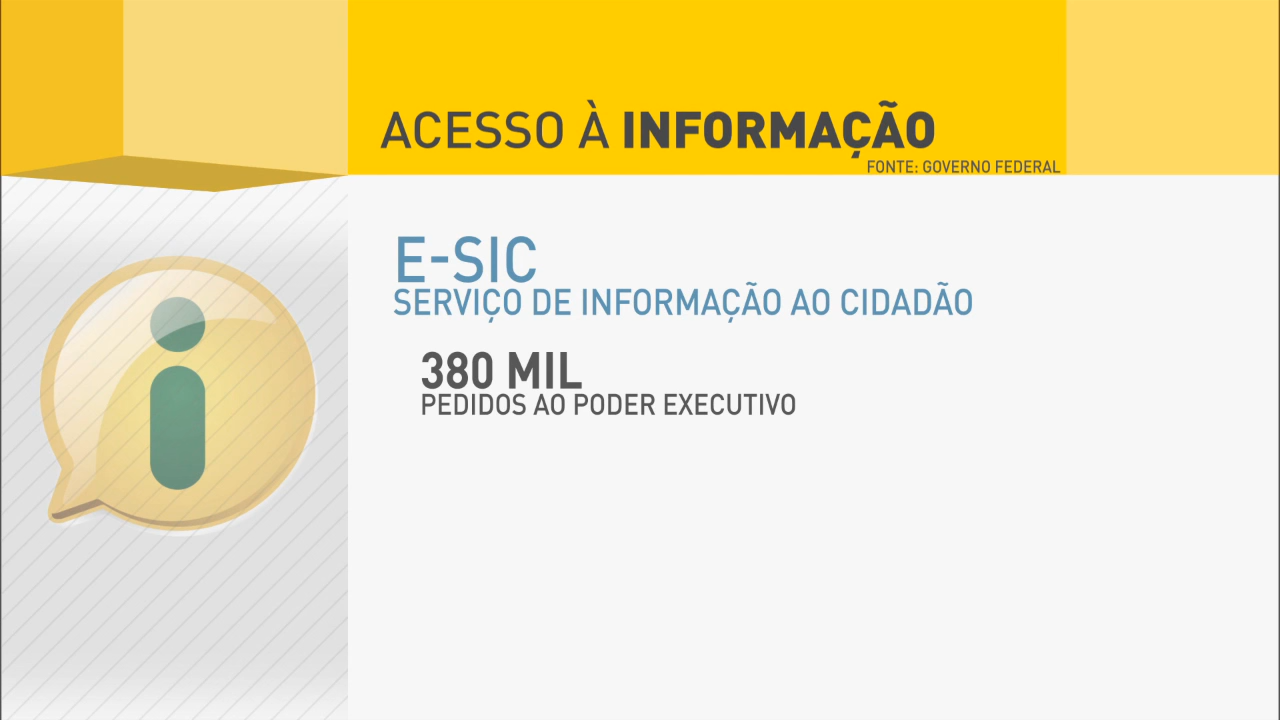 ACESSO À INFORMAÇÃO
FONTE: GOVERNO FEDERAL
E-SIC
SERVIÇO DE INFORMAÇÃO AO CIDADÃO
380 MIL
PEDIDOS AO PODER EXECUTIVO